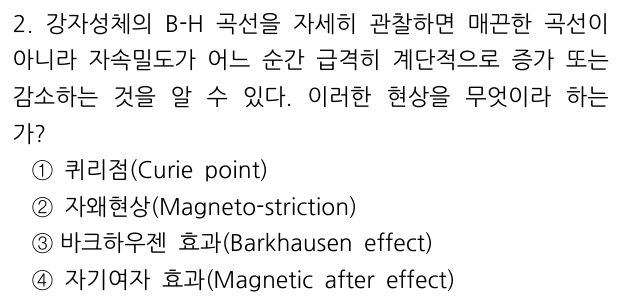 2. 강자성체의 B-H 곡선을 자세히 관찰하면 매끈한 곡선이
아니라 자속밀도가 어느 순간 급격히 계단적으로 증가 또는
감소하는 것을 알 수 있다. 이러한 현상을 무엇이라 하는
가?
① 퀴리점(Curie point)
② 자왜현상(Magneto-striction)
③ 바크하우젠 효과(Barkhausen effect)
④ 자기여자 효과(Magnetic after effect)